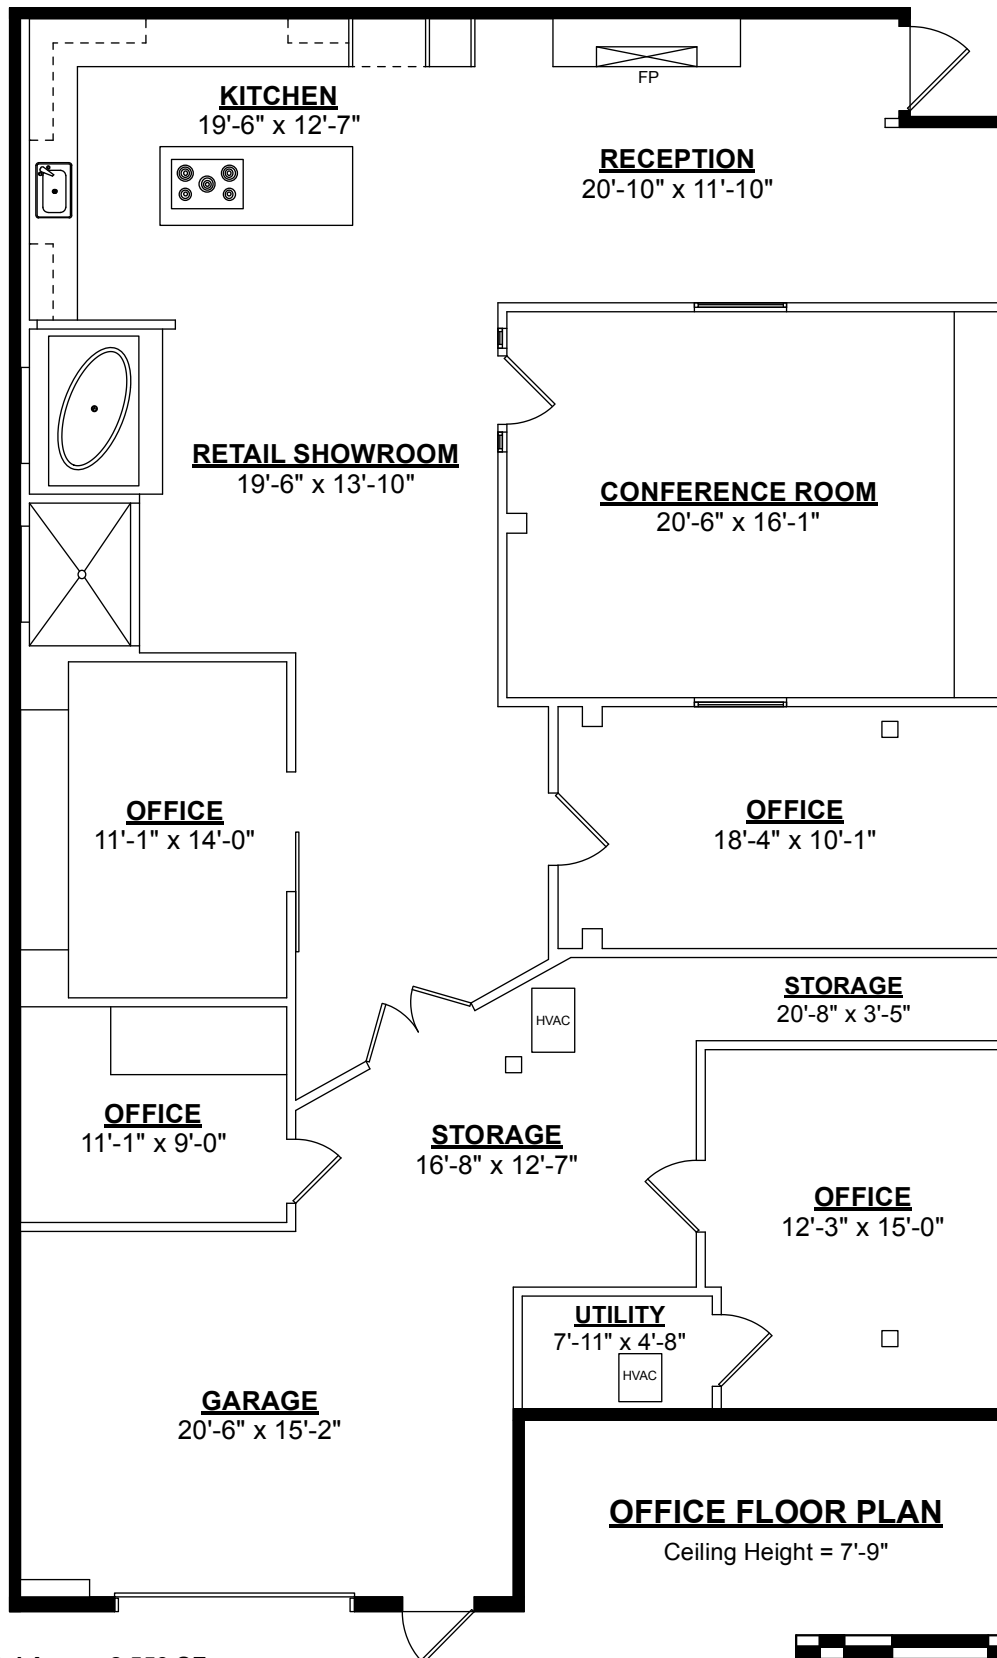 FP
KITCHEN
19'-6" x 12'-7"
RECEPTION
20'-10" x 11'-10"
RETAIL SHOWROOM
19'-6" x 13'-10"
CONFERENCE ROOM
20'-6" x 16'-1"
OFFICE
11'-1" x 14'-0"
OFFICE
18'-4" x 10'-1"
STORAGE
20'-8" x 3'-5"
HVAC
OFFICE
11'-1" x 9'-0"
STORAGE
16'-8" x 12'-7"
OFFICE
12'-3" x 15'-0"
UTILITY
7'-11" x 4'-8"
HVAC
GARAGE
20'-6" x 15'-2"
OFFICE FLOOR PLAN
Ceiling Height = 7'-9"